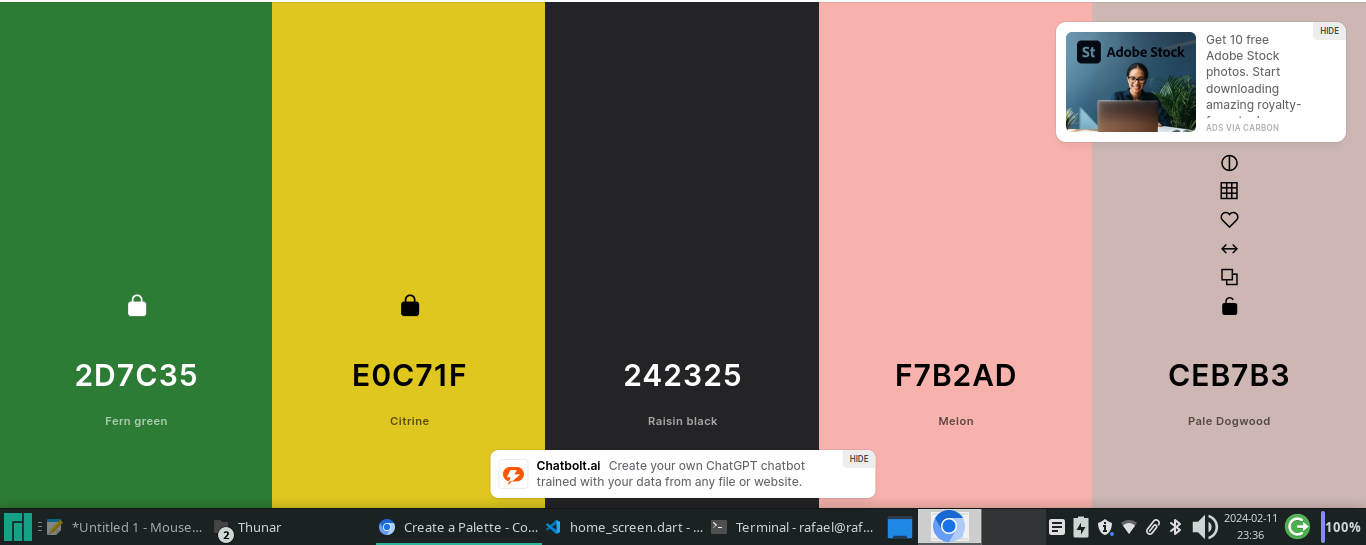 HIDE
St Adobe Stock
Get 10 free
Adobe Stock
photos. Start
downloading
amazing royalty-
ADS VIA CARBON
2D7C35
E0C71F
242325
F7B2AD
CEB7B3
Fern green
Citrine
Raisin black
Melon
Pale Dogwood
HIDE
Chatbolt.ai Create your own ChatGPT chatbot
trained with your data from any file or website.
*Untitled 1 - Mouse...
2
Thunar
Create a Palette - Co...
home_screen.dart - ...
Terminal - rafael@raf...
2024-02-11
23:36
100%